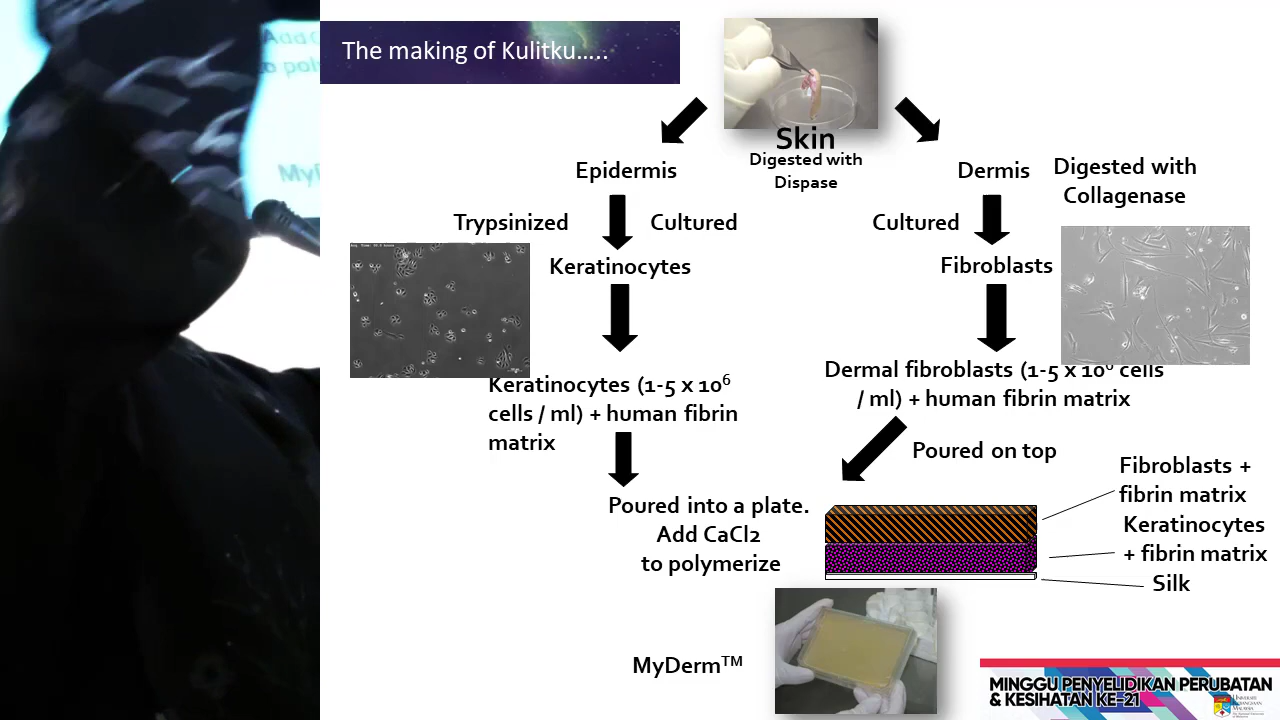 The making of Kulitku.....
Skin
Digested with
Dispase
Epidermis
Dermis
Digested with
Collagenase
Trypsinized
Cultured
Cultured
Keratinocytes
Fibroblasts
Keratinocytes (1-5 x 10⁶
cells / ml) + human fibrin
matrix
Dermal fibroblasts (1-5 x 10⁶ cells
/ ml) + human fibrin matrix
Poured on top
Poured into a plate.
Add CaCl2
to polymerize
Fibroblasts +
fibrin matrix
Keratinocytes
+ fibrin matrix
Silk
MyDerm™
MINGGU PENYELIDIKAN PERUBATAN
& KESIHATAN KE-21